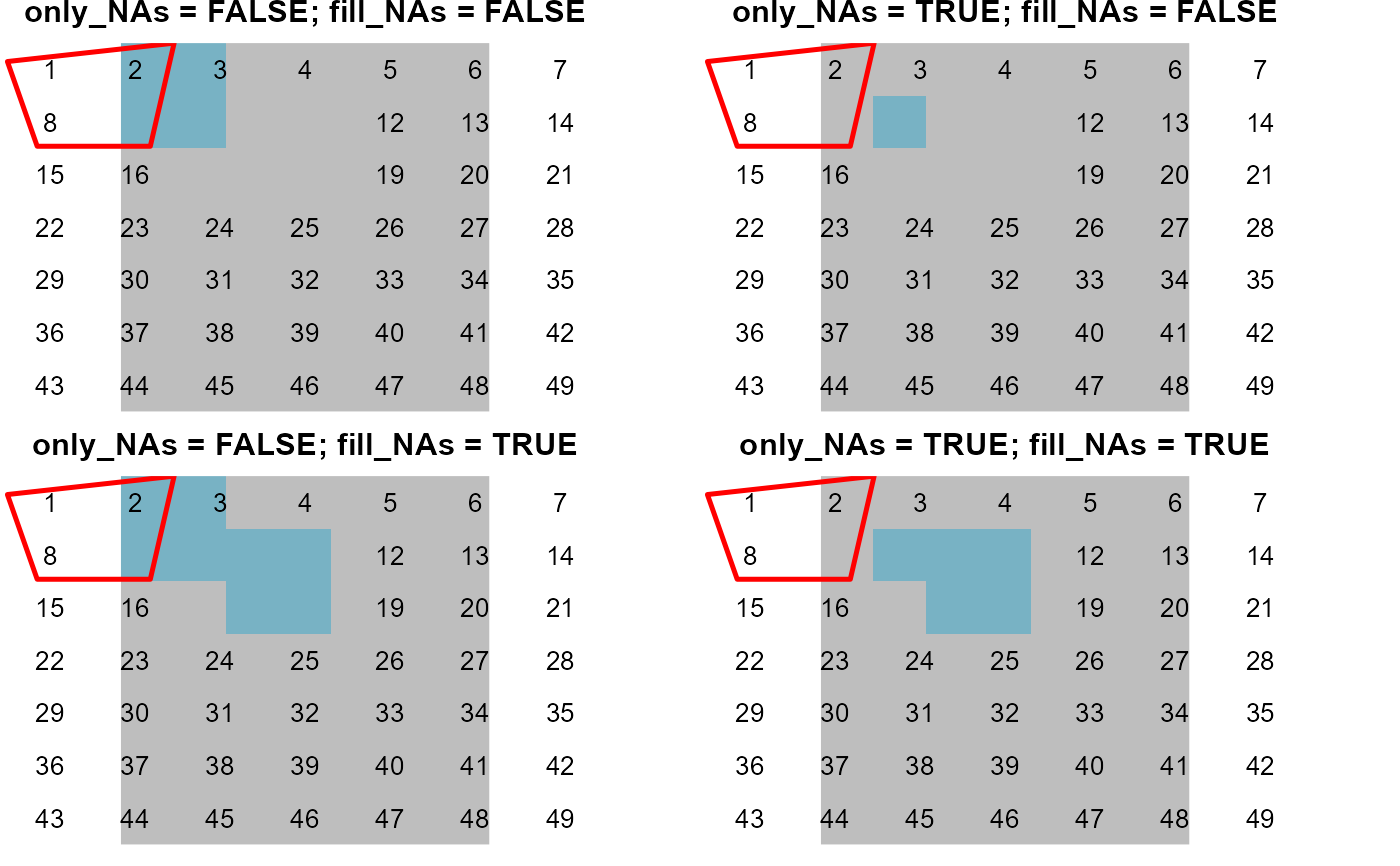 only_NAs = FALSE; fill_NAs = FALSE
1 2 3 4 5 6 7
8 12 13 14
15 16 19 20 21
22 23 24 25 26 27 28
29 30 31 32 33 34 35
36 37 38 39 40 41 42
43 44 45 46 47 48 49
only_NAs = TRUE; fill_NAs = FALSE
1 2 3 4 5 6 7
8 12 13 14
15 16 19 20 21
22 23 24 25 26 27 28
29 30 31 32 33 34 35
36 37 38 39 40 41 42
43 44 45 46 47 48 49
only_NAs = FALSE; fill_NAs = TRUE
1 2 3 4 5 6 7
8 12 13 14
15 16 19 20 21
22 23 24 25 26 27 28
29 30 31 32 33 34 35
36 37 38 39 40 41 42
43 44 45 46 47 48 49
only_NAs = TRUE; fill_NAs = TRUE
1 2 3 4 5 6 7
8 12 13 14
15 16 19 20 21
22 23 24 25 26 27 28
29 30 31 32 33 34 35
36 37 38 39 40 41 42
43 44 45 46 47 48 49